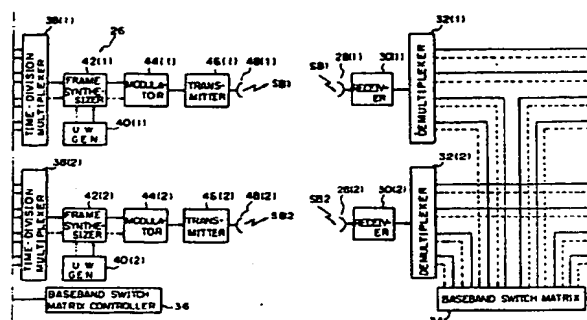 38(1)
26
42(1)
44(1)
46(1)
48(1)
TIME-DIVISION
MULTIPLEXER
FRAME
SYNTHE-
SIZER
MODULA-
TOR
TRANS-
MITTER
SB1
UW
GEN
40(1)
38(2)
42(2)
44(2)
46(2)
48(2)
TIME-DIVISION
MULTIPLEXER
FRAME
SYNTHE-
SIZER
MODULA-
TOR
TRANS-
MITTER
SB2
UW
GEN
40(2)
BASEBAND SWITCH
MATRIX CONTROLLER
36
SB1
28(1)
30(1)
32(1)
RECEIV-
ER
DEMULTIPLEXER
SB2
28(2)
30(2)
32(2)
RECEIV-
ER
DEMULTIPLEXER
BASEBAND SWITCH MATRIX